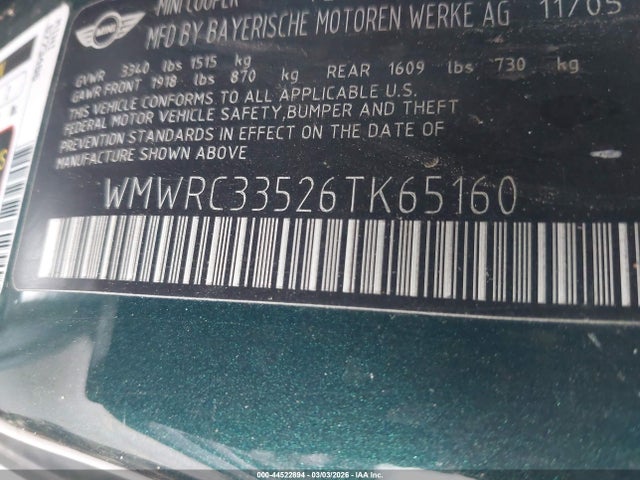 MINI COOPER
MINI
MFD BY BAYERISCHE MOTOREN WERKE AG 11/05
GVWR 3340 lbs 1515 kg
GAWR FRONT 1918 lbs 870 kg REAR 1609 lbs 730 kg
THIS VEHICLE CONFORMS TO ALL APPLICABLE U.S.
FEDERAL MOTOR VEHICLE SAFETY,BUMPER AND THEFT
PREVENTION STANDARDS IN EFFECT ON THE DATE OF
MANUFACTURE SHOWN ABOVE
WMWRC33526TK65160
000-44522894 | 03/03/2026 | IAA Inc.